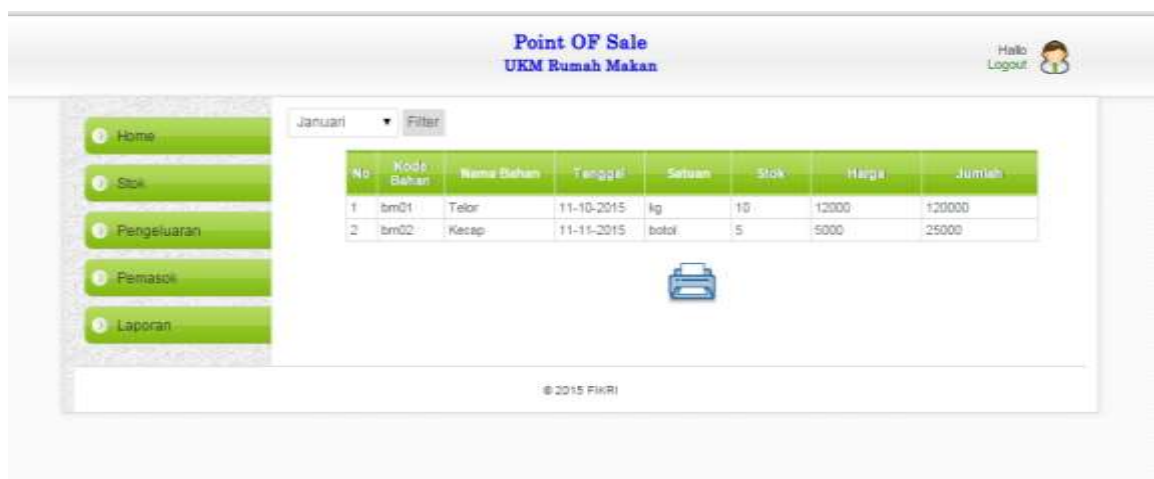 Point OF Sale
UKM Rumah Makan
Hallo
Logout
Home
Stok
Pengeluaran
Pemasok
Laporan
Januari Filter
No Kode Bahan Nama Bahan Tanggal Satuan Stok Harga Jumlah
1 bm01 Telor 11-10-2015 kg 10 12000 120000
2 bm02 Kecap 11-11-2015 botol 5 5000 25000
© 2015 FIKRI